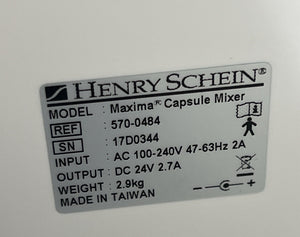 HENRY SCHEIN®
MODEL : Maxima® Capsule Mixer
REF : 570-0484
SN : 17D0344
INPUT : AC 100-240V 47-63Hz 2A
OUTPUT : DC 24V 2.7A
WEIGHT : 2.9kg
MADE IN TAIWAN